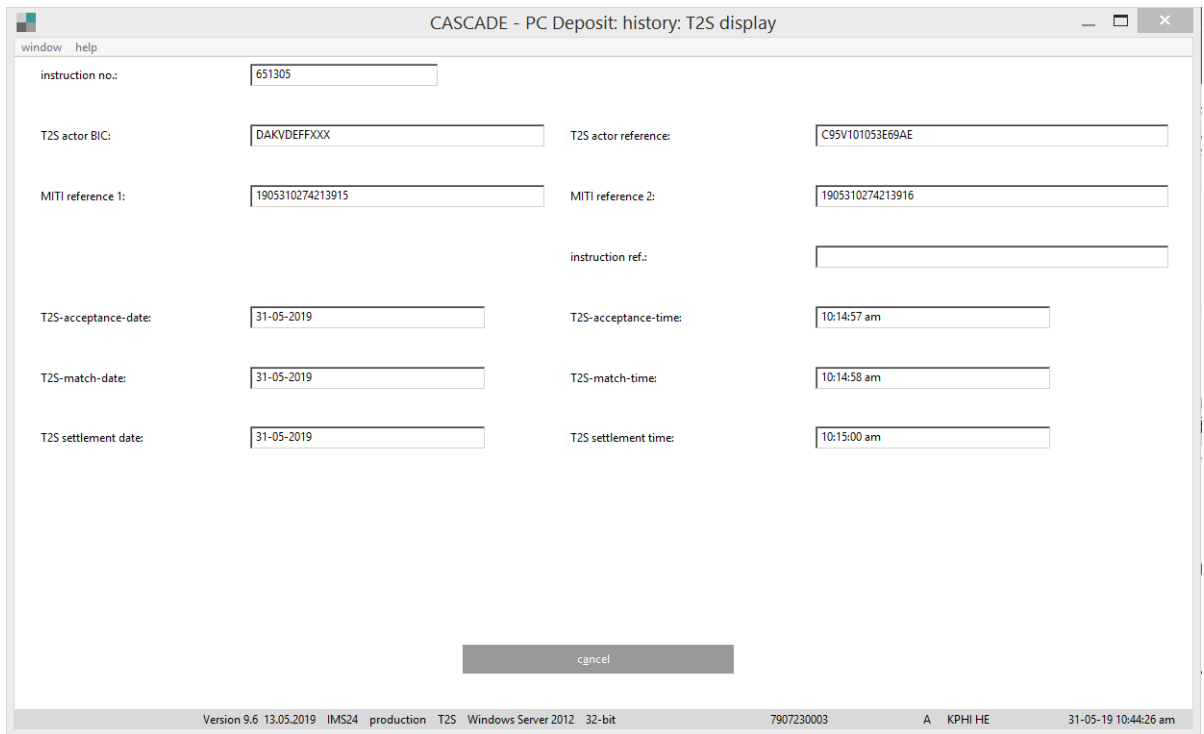 CASCADE - PC Deposit: history: T2S display
window help
instruction no.: 651305
T2S actor BIC: DAKVDEFFXXX T2S actor reference: C95V101053E69AE
MITI reference 1: 1905310274213915 MITI reference 2: 1905310274213916
instruction ref.:
T2S-acceptance-date: 31-05-2019 T2S-acceptance-time: 10:14:57 am
T2S-match-date: 31-05-2019 T2S-match-time: 10:14:58 am
T2S settlement date: 31-05-2019 T2S settlement time: 10:15:00 am
cancel
Version 9.6 13.05.2019 IMS24 production T2S Windows Server 2012 32-bit 7907230003 A KPHI HE 31-05-19 10:44:26 am